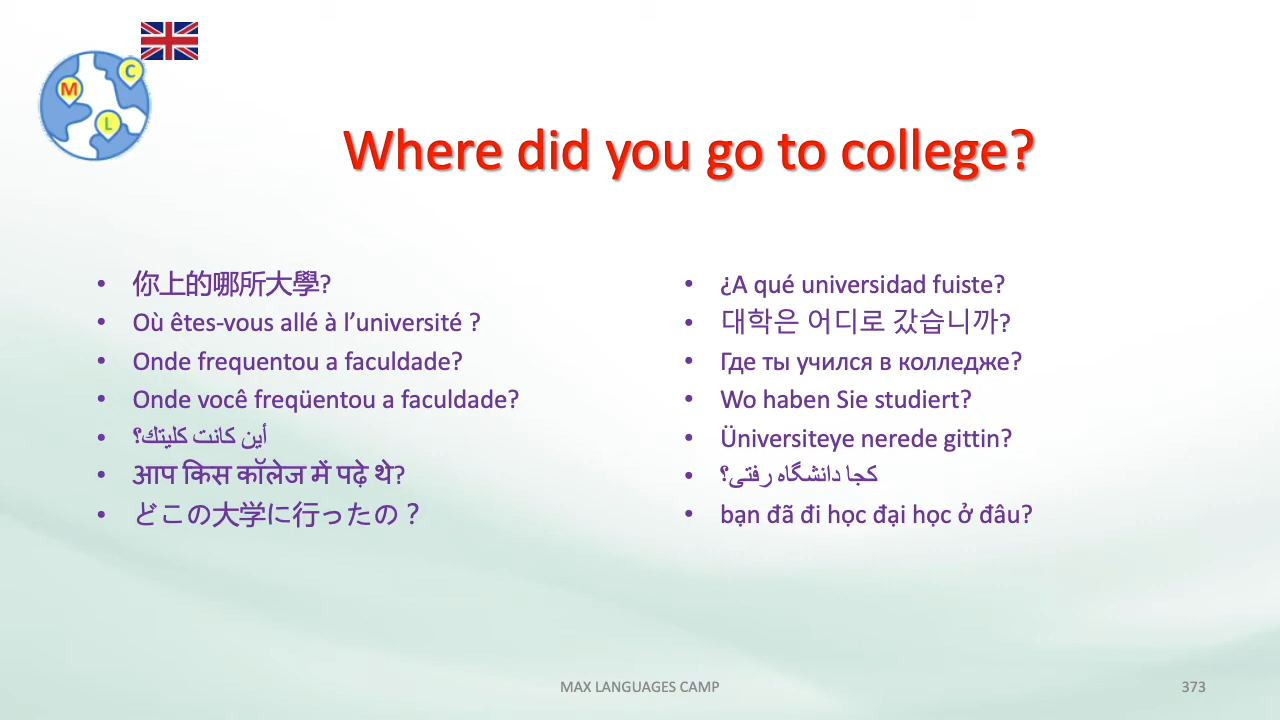 M
C
L
Where did you go to college?
• 你上的哪所大學?
• Où êtes-vous allé à l’université ?
• Onde frequentou a faculdade?
• Onde você freqüentou a faculdade?
• أين كانت كليتك؟
• आप किस कॉलेज में पढ़े थे?
• どこの大学に行ったの？
• ¿A qué universidad fuiste?
• 대학은 어디로 갔습니까?
• Где ты учился в колледже?
• Wo haben Sie studiert?
• Üniversiteye nerede gittin?
• کجا دانشگاه رفتی؟
• bạn đã đi học đại học ở đâu?
MAX LANGUAGES CAMP
373